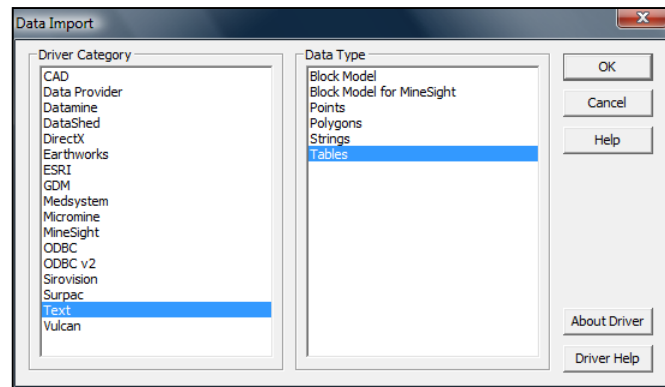 Data Import
Driver Category
CAD
Data Provider
Datamine
DataShed
DirectX
Earthworks
ESRI
GDM
Medsystem
Micromine
MineSight
ODBC
ODBC v2
Sirovision
Surpac
Text
Vulcan
Data Type
Block Model
Block Model for MineSight
Points
Polygons
Strings
Tables
OK
Cancel
Help
About Driver
Driver Help